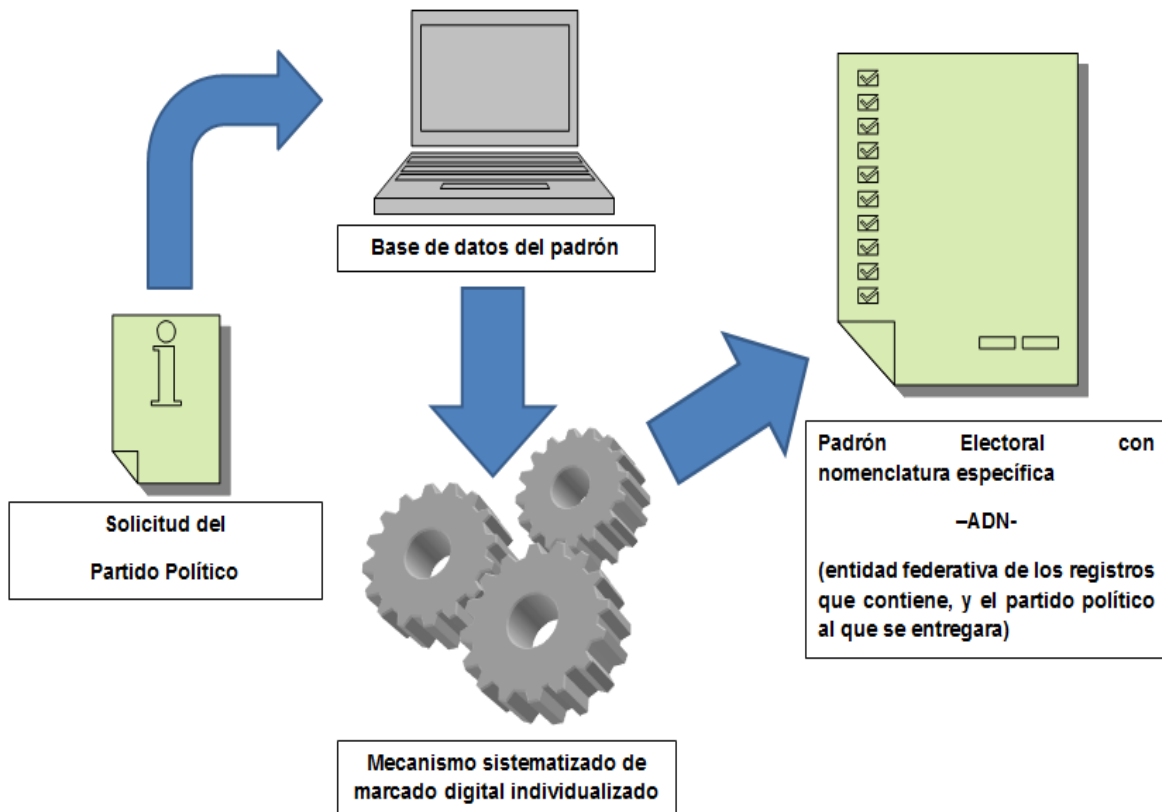 Base de datos del padrón
Solicitud del
Partido Político
Mecanismo sistematizado de
marcado digital individualizado
Padrón Electoral con
nomenclatura específica
–ADN-
(entidad federativa de los registros
que contiene, y el partido político
al que se entregara)